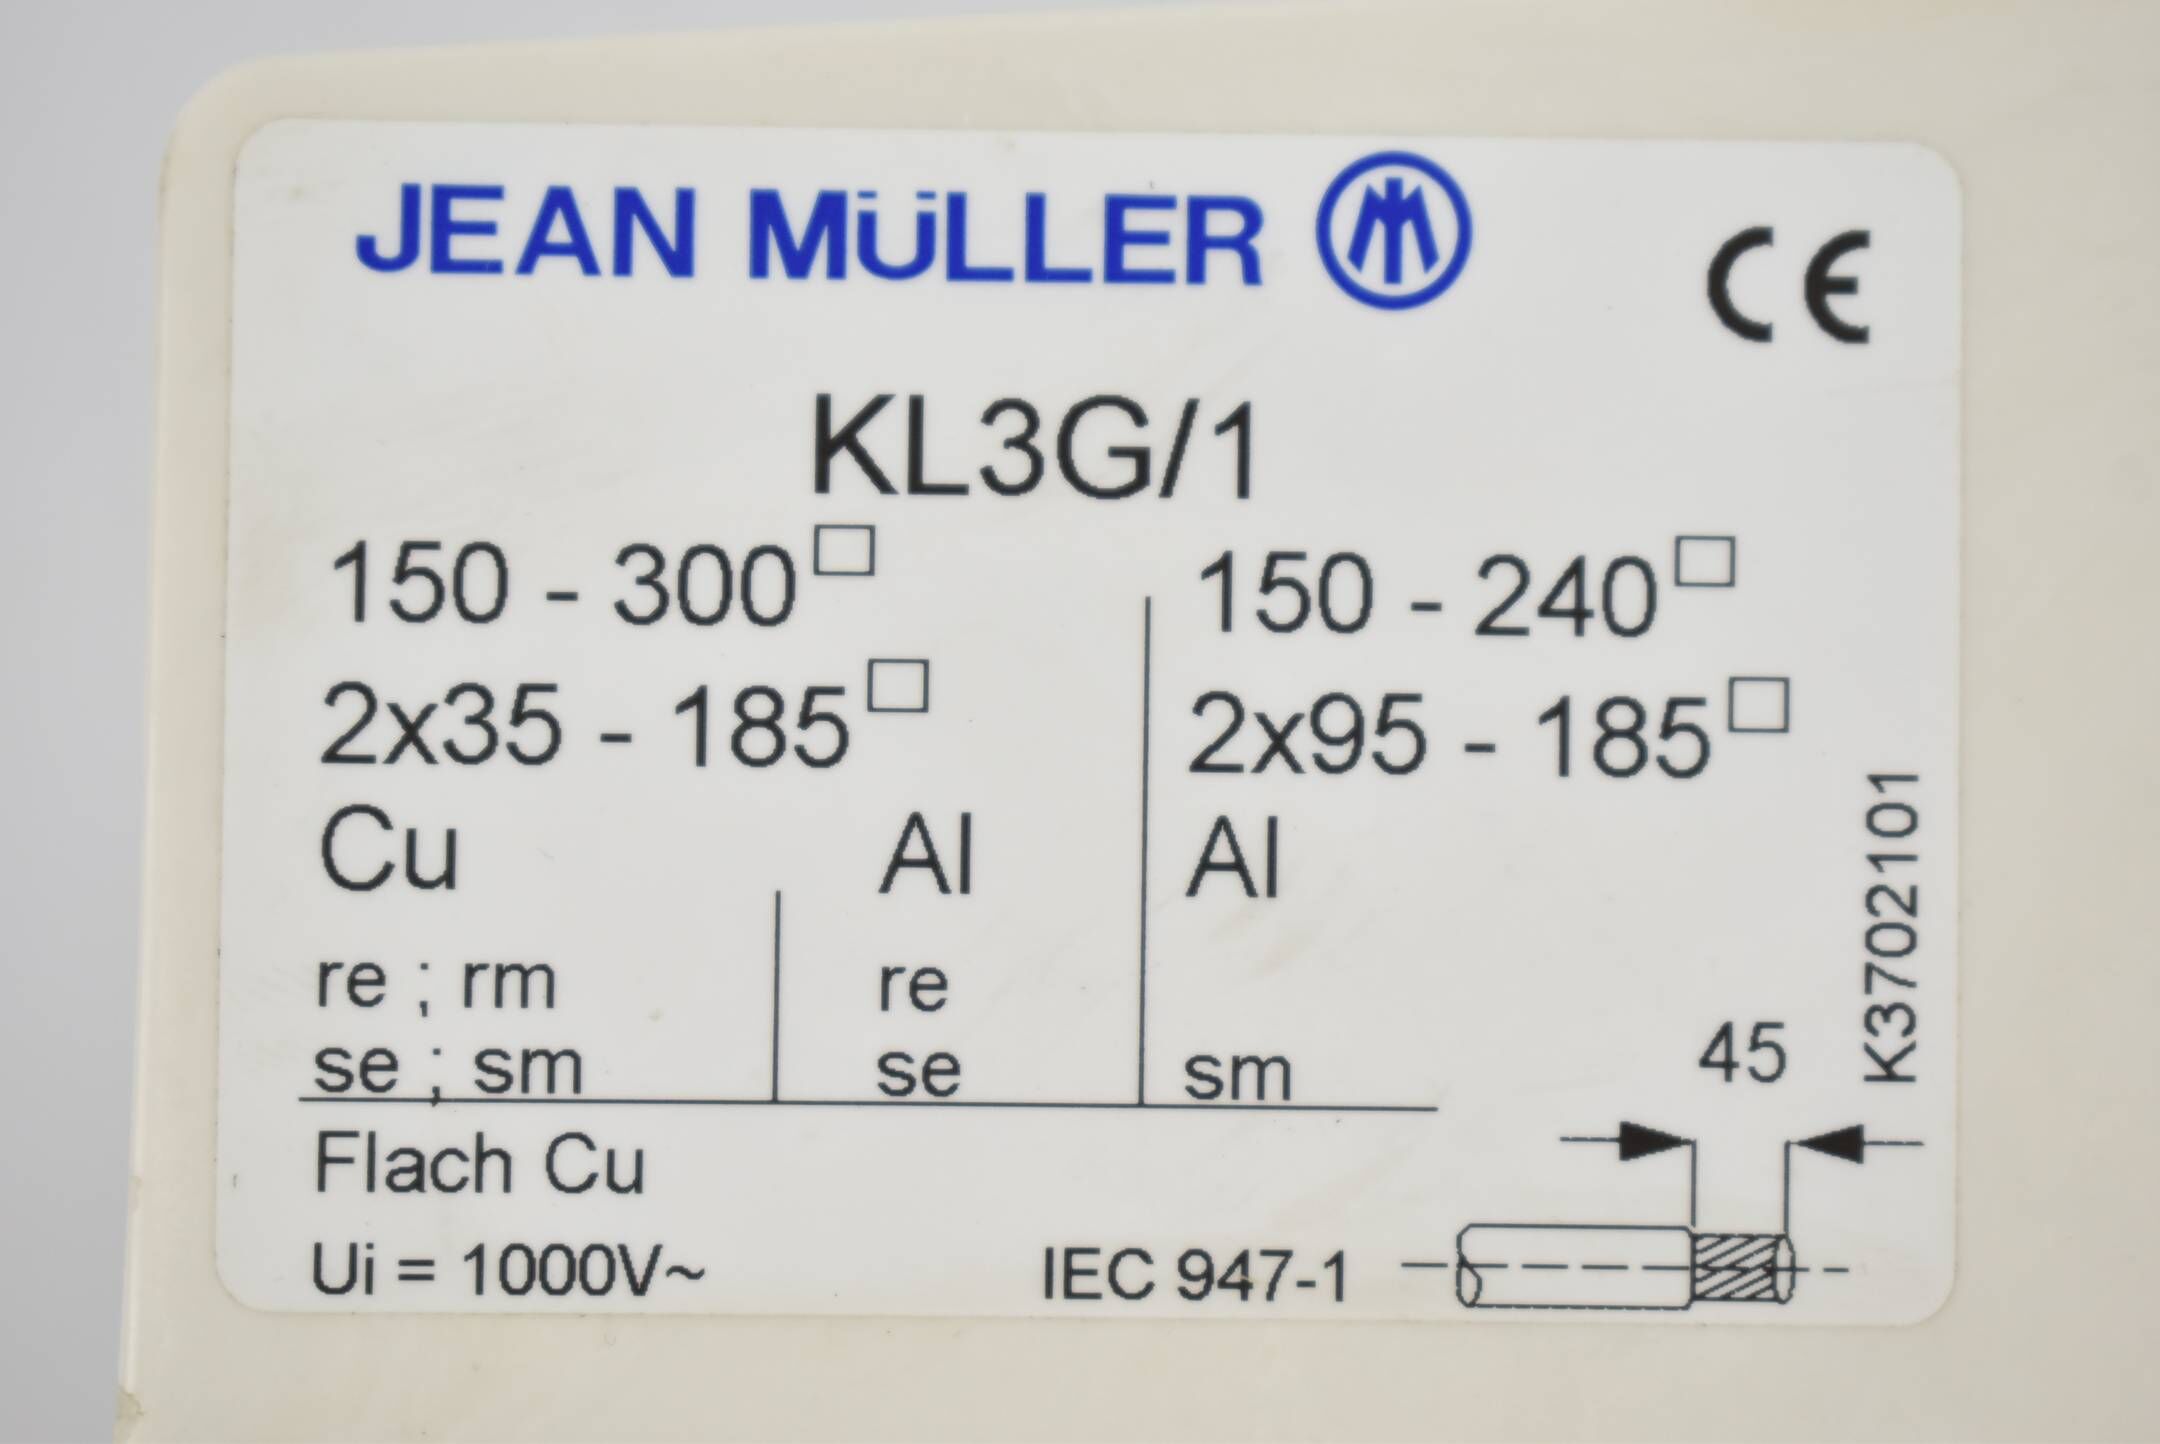 JEAN MÜLLER
CE
KL3G/1
150 - 300□ 150 - 240□
2x35 - 185□ 2x95 - 185□
Cu Al Al
re ; rm re
se ; sm se sm
Flach Cu
Ui = 1000V~ IEC 947-1
45
K3702101